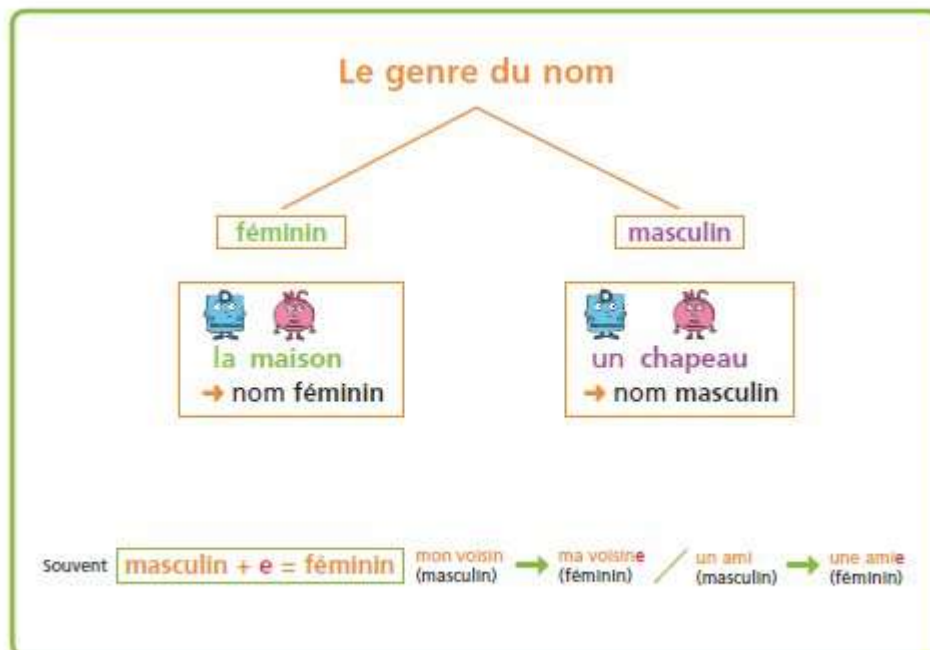 Le genre du nom
féminin
masculin
D
la maison
→ nom féminin
D
un chapeau
→ nom masculin
Souvent masculin + e = féminin
mon voisin → ma voisine / un ami → une amie
(masculin) (féminin) (masculin) (féminin)